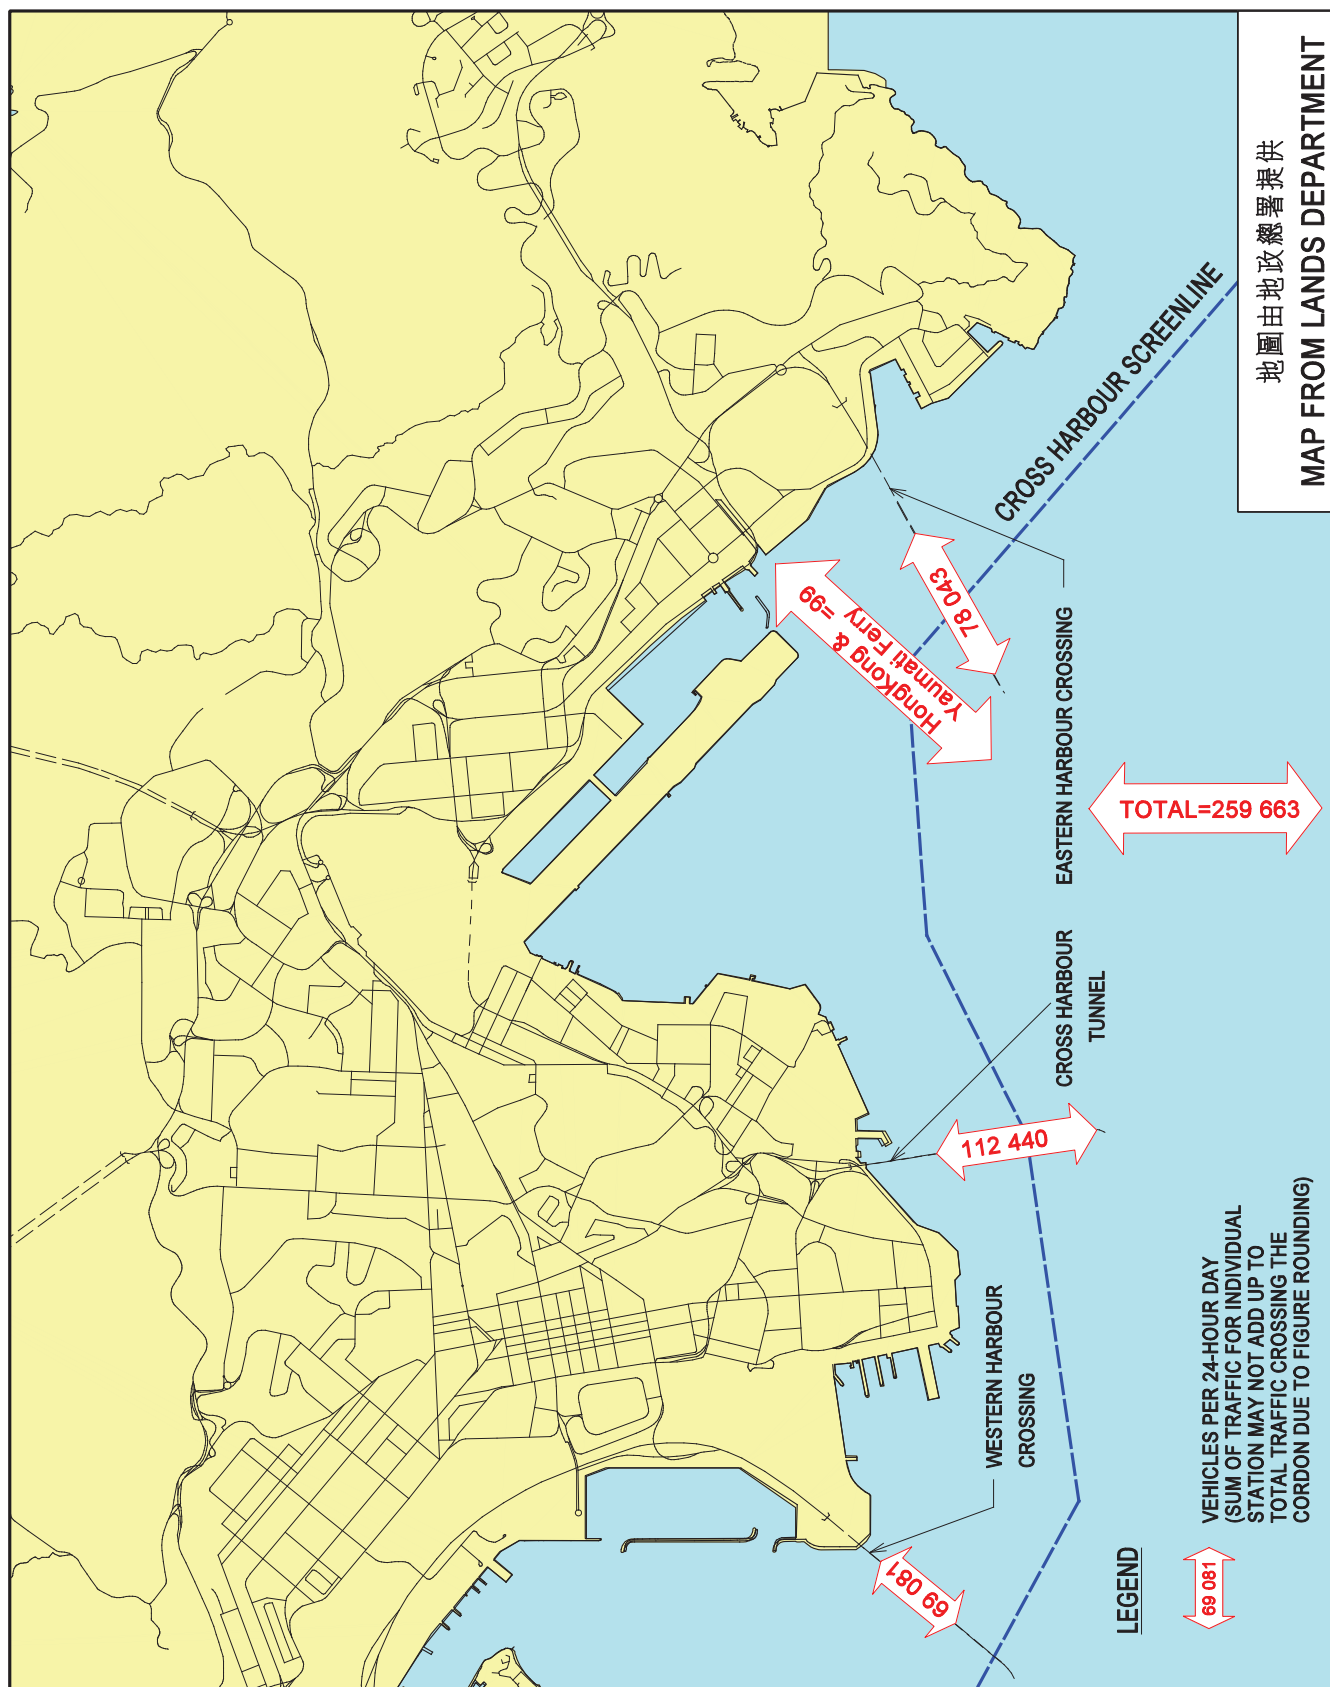 地圖由地政總署提供
MAP FROM LANDS DEPARTMENT
CROSS HARBOUR SCREENLINE
78 043
HongKong &
Yaumati Ferry
=99
EASTERN HARBOUR CROSSING
TOTAL=259 663
CROSS HARBOUR
TUNNEL
112 440
WESTERN HARBOUR
CROSSING
69 081
LEGEND
69 081
VEHICLES PER 24-HOUR DAY
(SUM OF TRAFFIC FOR INDIVIDUAL
STATION MAY NOT ADD UP TO
TOTAL TRAFFIC CROSSING THE
CORDON DUE TO FIGURE ROUNDING)